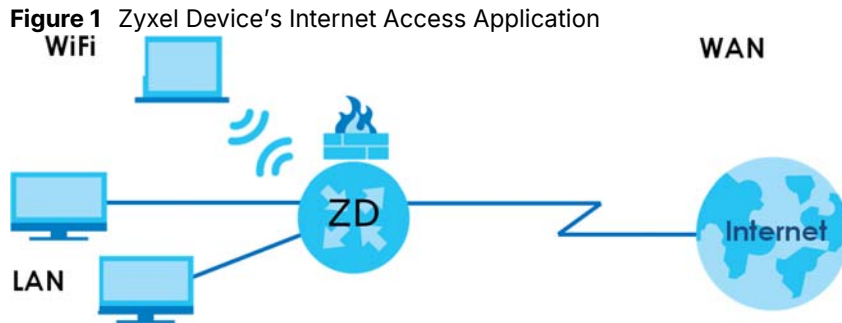 Figure 1 Zyxel Device’s Internet Access Application
WiFi
WAN
ZD
Internet
LAN